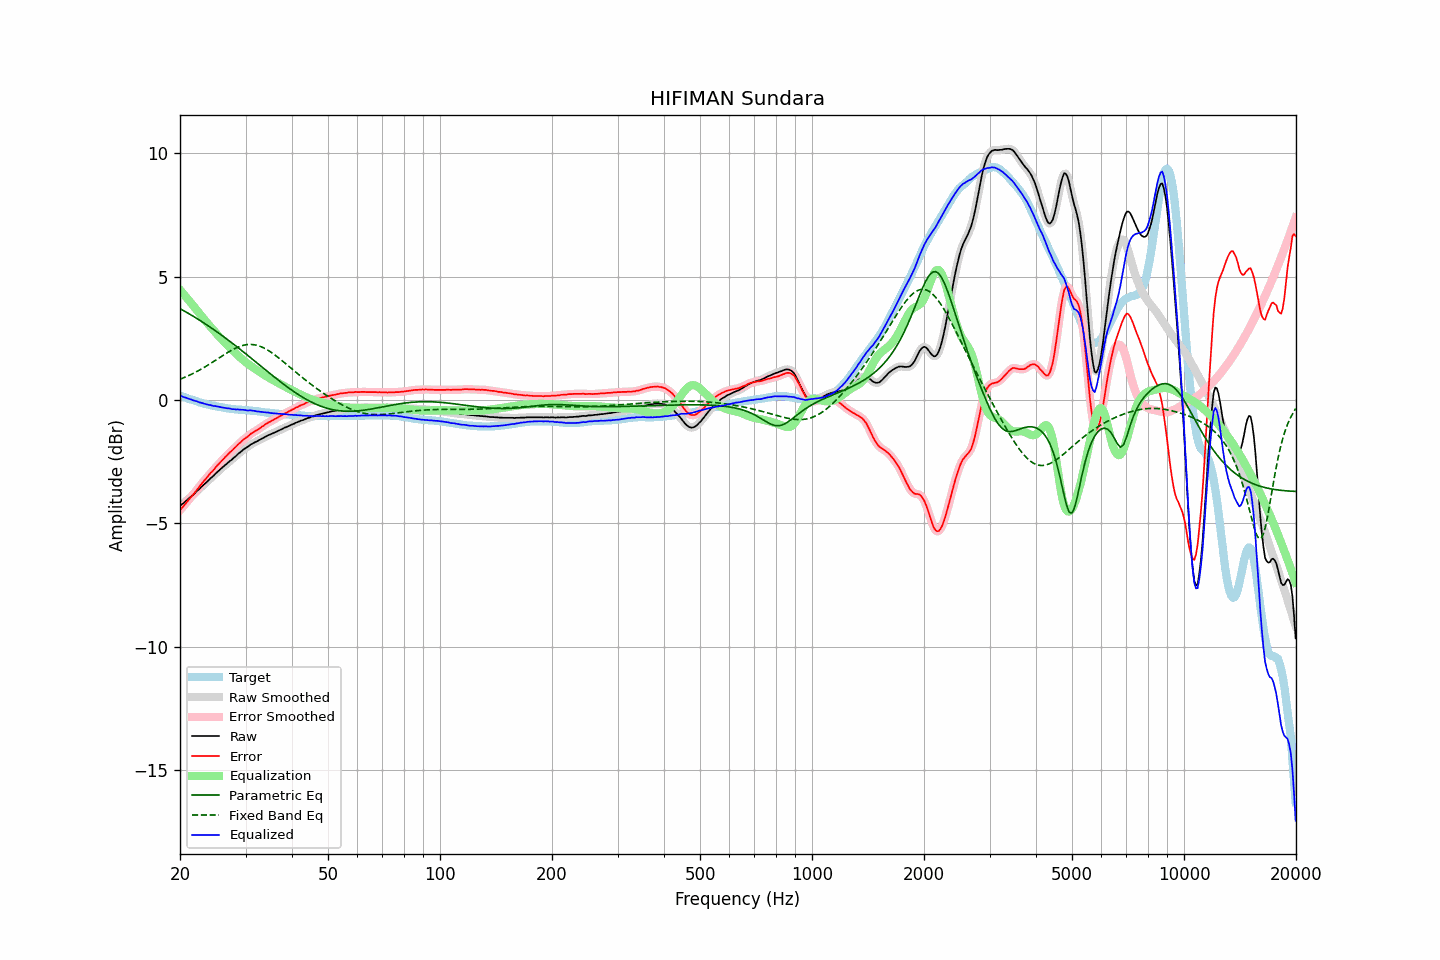 HIFIMAN Sundara
10
5
0
−5
−10
−15
Amplitude (dBr)
Target
Raw Smoothed
Error Smoothed
Raw
Error
Equalization
Parametric Eq
Fixed Band Eq
Equalized
20 50 100 200 500 1000 2000 5000 10000 20000
Frequency (Hz)